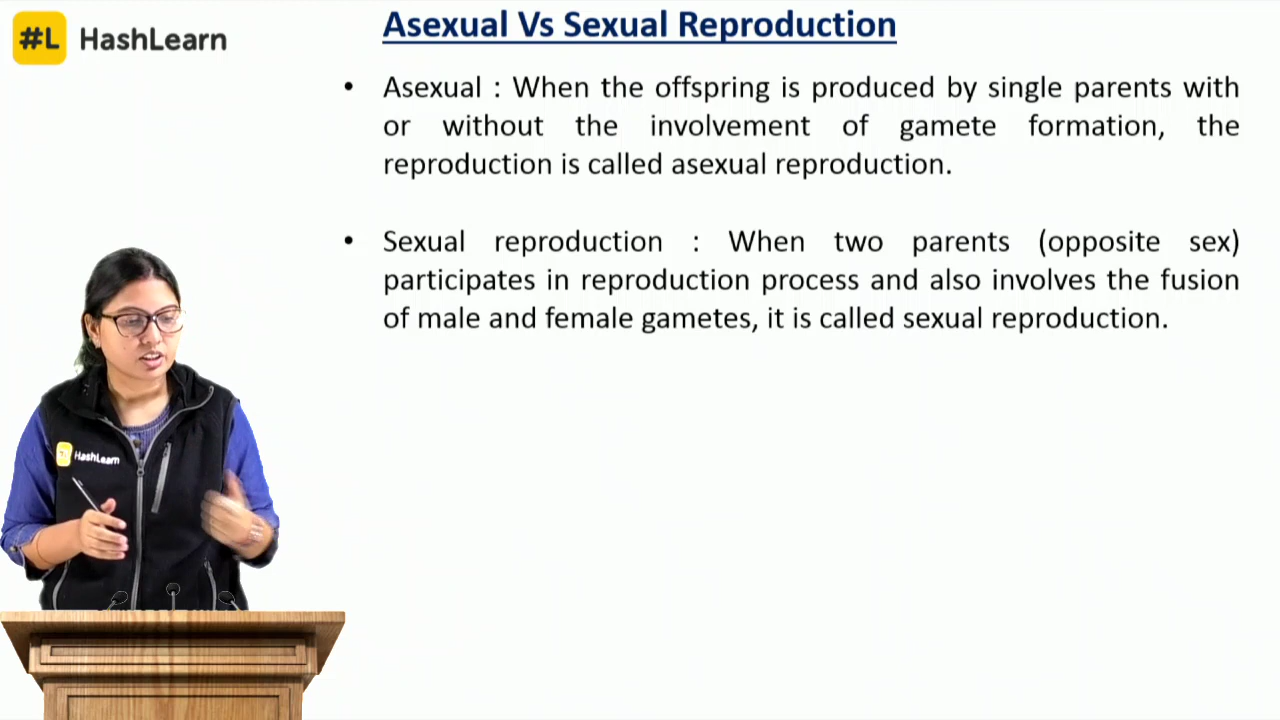 #L HashLearn
Asexual Vs Sexual Reproduction
• Asexual : When the offspring is produced by single parents with
or without the involvement of gamete formation, the
reproduction is called asexual reproduction.
• Sexual reproduction : When two parents (opposite sex)
participates in reproduction process and also involves the fusion
of male and female gametes, it is called sexual reproduction.
HashLearn